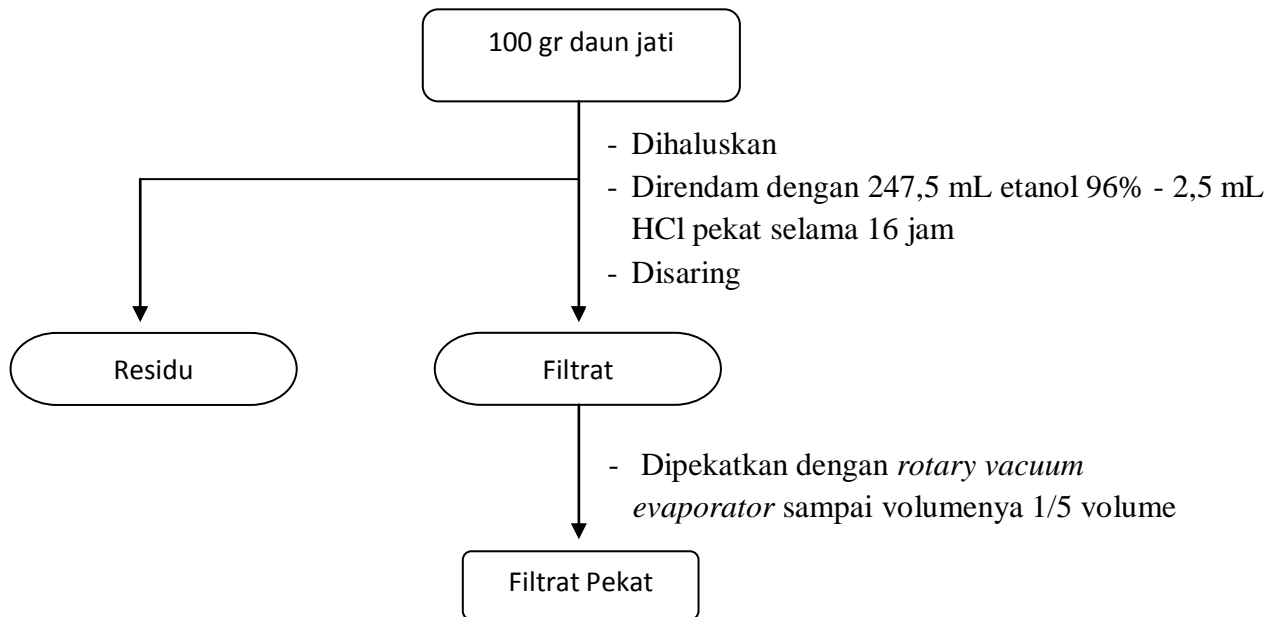 100 gr daun jati
- Dihaluskan
- Direndam dengan 247,5 mL etanol 96% - 2,5 mL
HCl pekat selama 16 jam
- Disaring
Residu
Filtrat
- Dipekatkan dengan rotary vacuum
evaporator sampai volumenya 1/5 volume
Filtrat Pekat